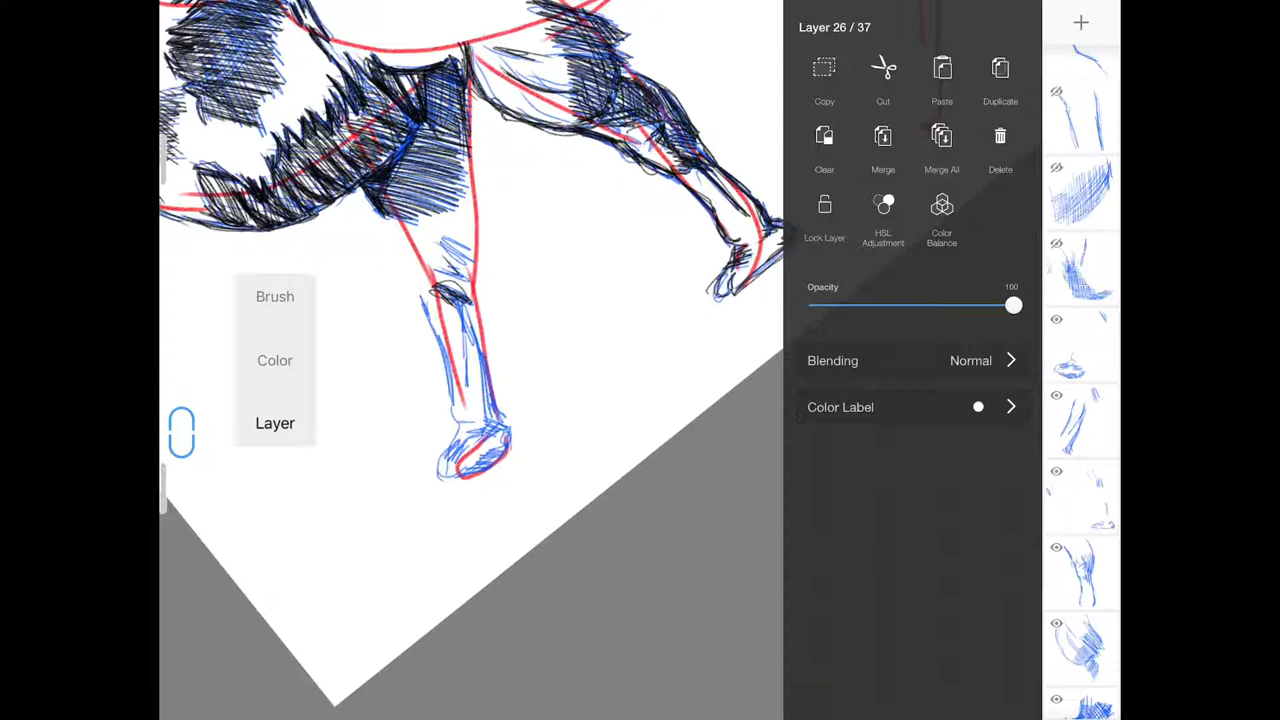 Layer 26 / 37
Copy Cut Paste Duplicate
Clear Merge Merge All Delete
Lock Layer HSL Adjustment Color Balance
Opacity 100
Blending Normal
Color Label
Brush
Color
Layer